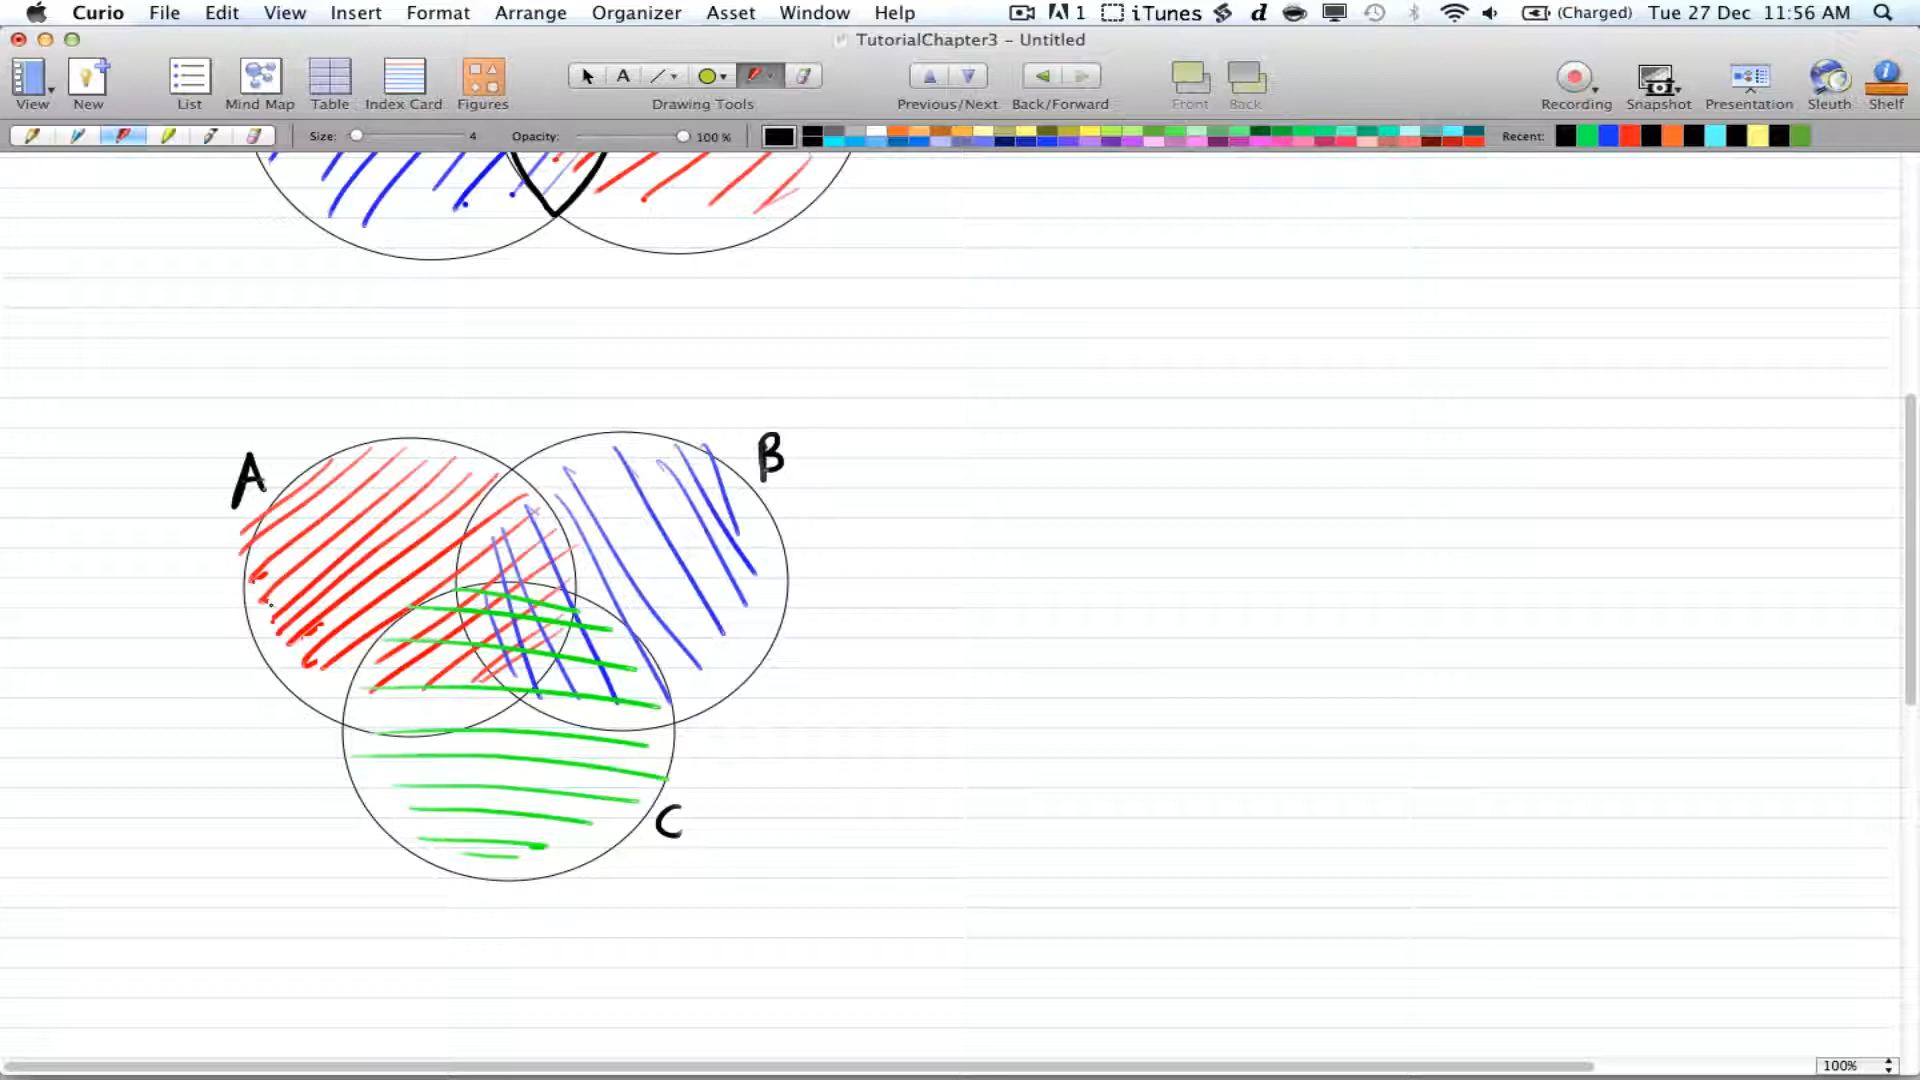 Curio File Edit View Insert Format Arrange Organizer Asset Window Help 1 iTunes d (Charged) Tue 27 Dec 11:56 AM
TutorialChapter3 – Untitled
A
View New List Mind Map Table Index Card Figures Drawing Tools Previous/Next Back/Forward Front Back Recording Snapshot Presentation Sleuth Shelf
Size: 4 Opacity: 100 % Recent:
A B
C
100%